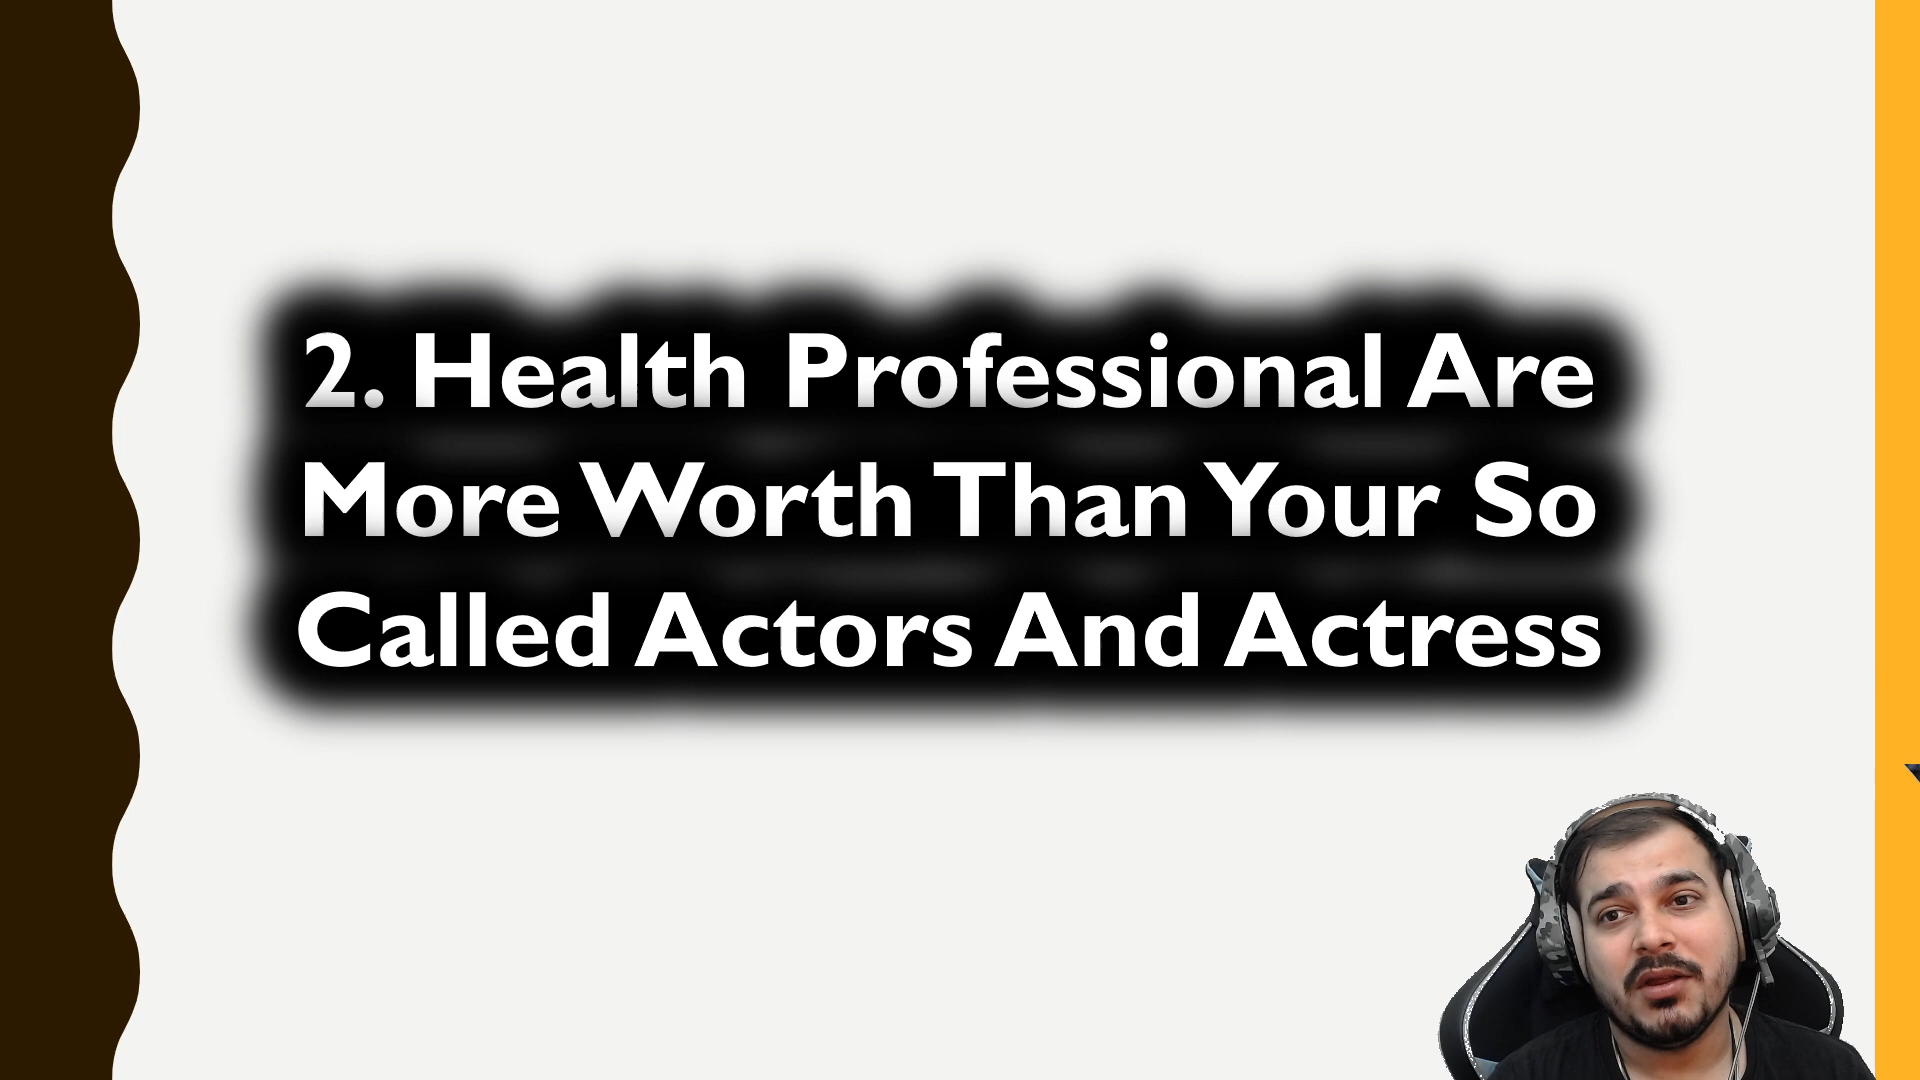 2. Health Professional Are
More Worth Than Your So
Called Actors And Actress